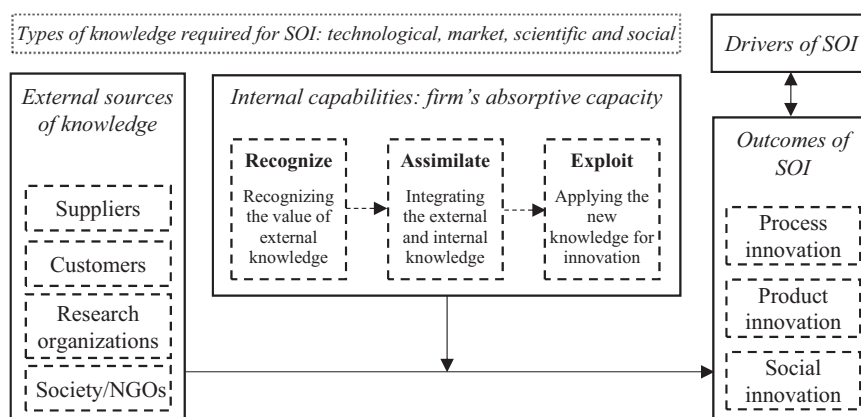 Types of knowledge required for SOI: technological, market, scientific and social
Drivers of SOI
External sources
of knowledge
Suppliers
Customers
Research
organizations
Society/NGOs
Internal capabilities: firm's absorptive capacity
Recognize
Recognizing
the value of
external
knowledge
Assimilate
Integrating
the external
and internal
knowledge
Exploit
Applying the
new
knowledge for
innovation
Outcomes of
SOI
Process
innovation
Product
innovation
Social
innovation